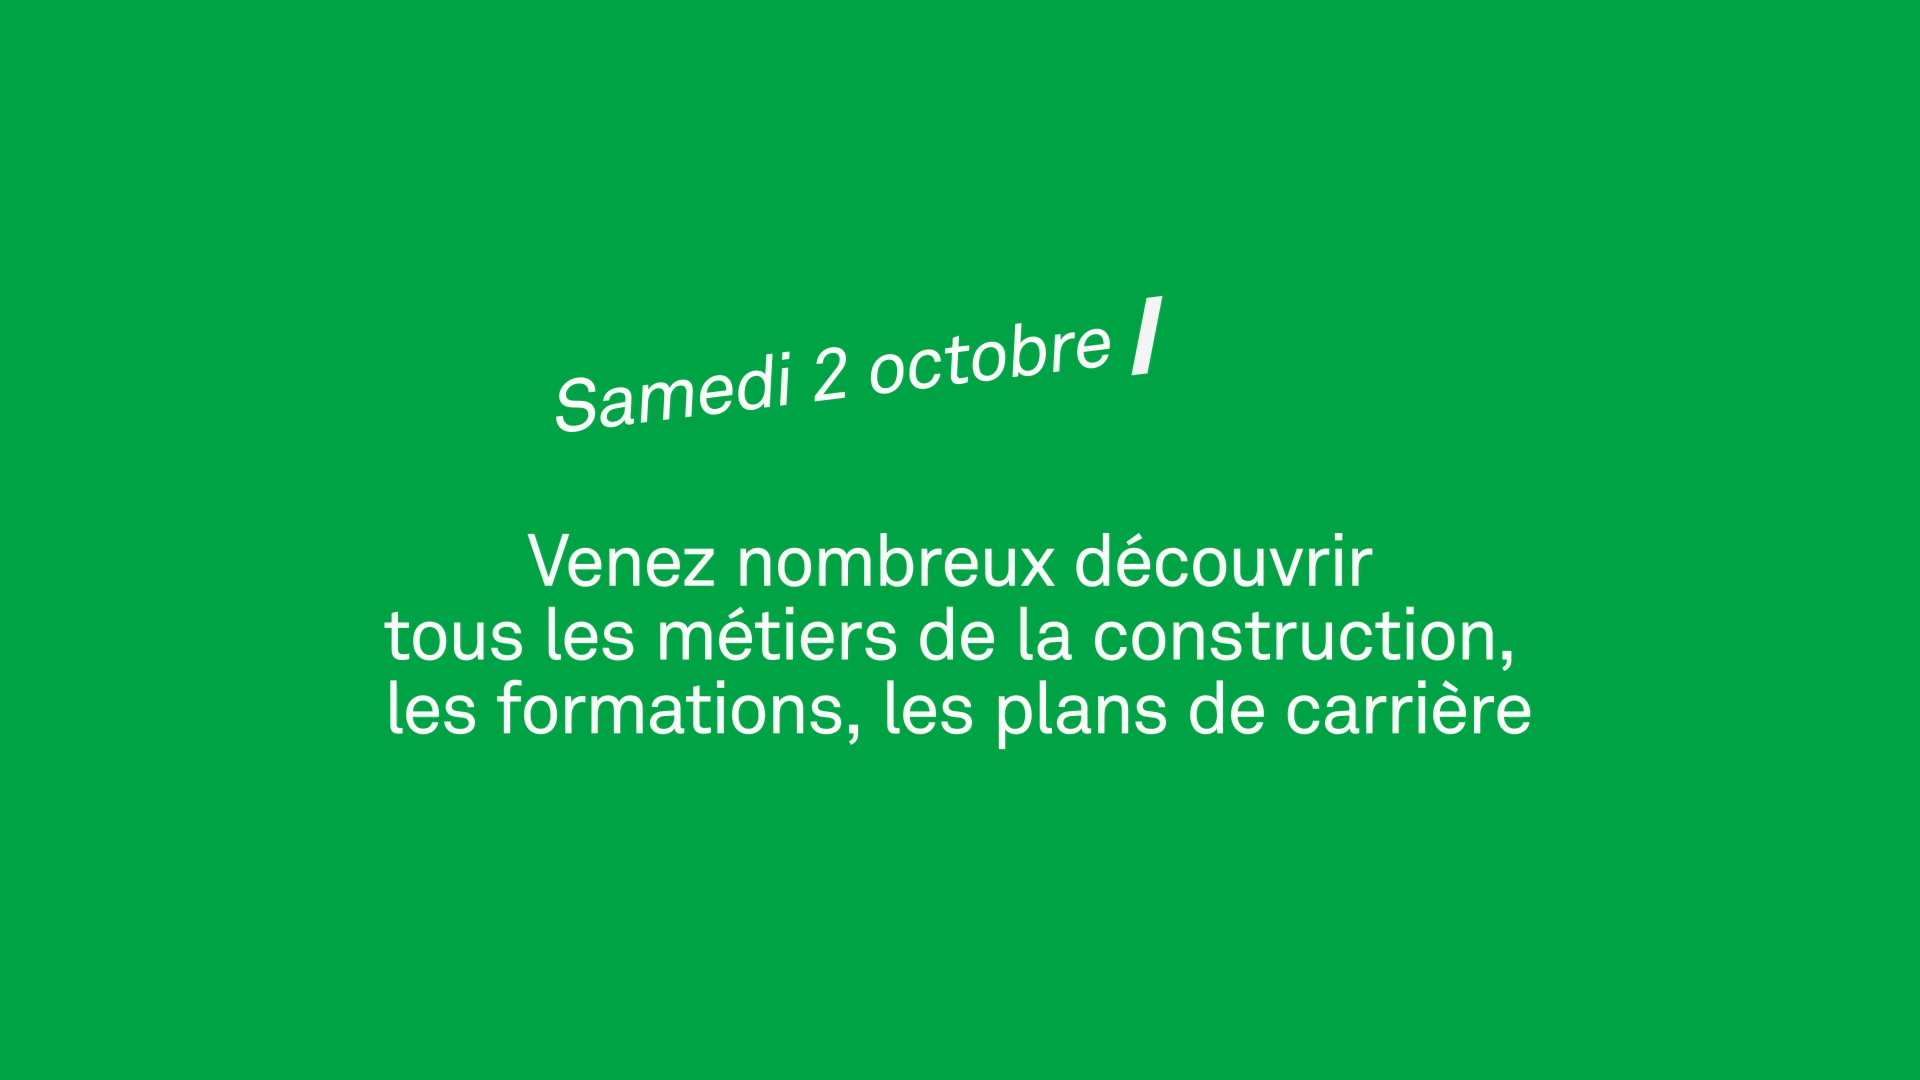 Samedi 2 octobre /
Venez nombreux découvrir
tous les métiers de la construction,
les formations, les plans de carrière